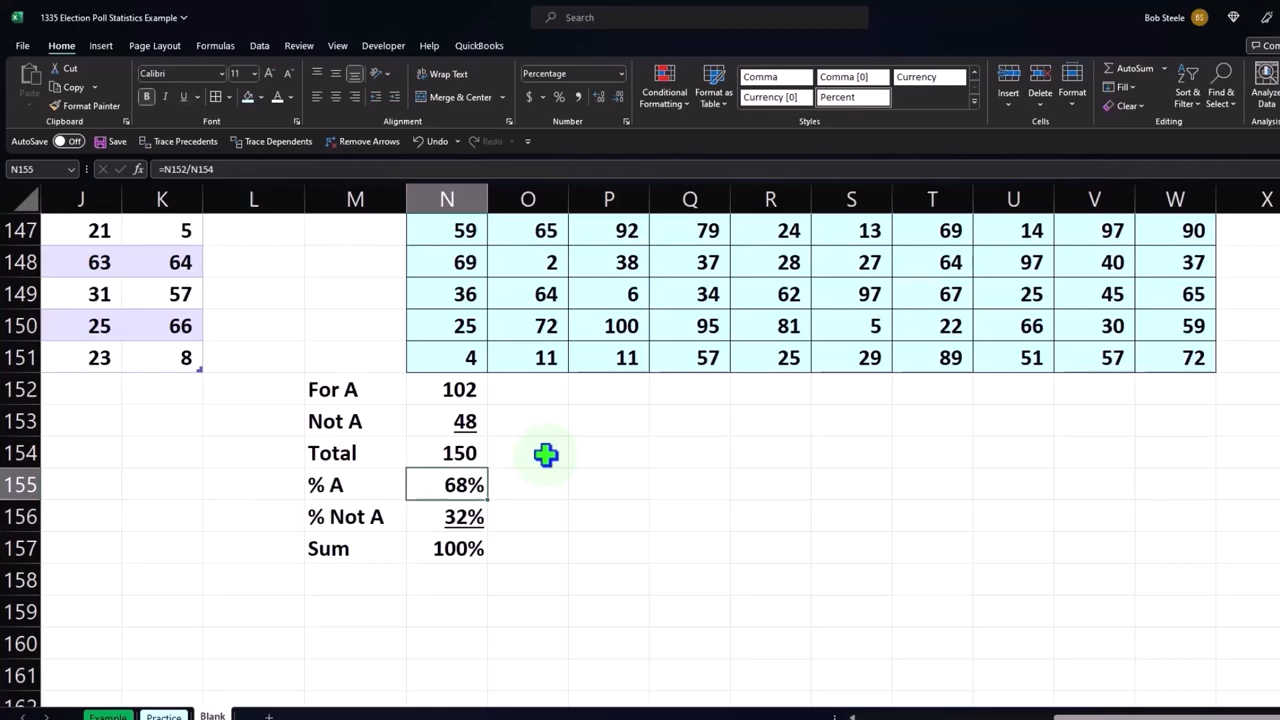 1335 Election Poll Statistics Example
Search
Bob Steele
BS
File Home Insert Page Layout Formulas Data Review View Developer Help QuickBooks
Paste
Cut
Copy
Format Painter
Clipboard
Calibri 11 A A
B I U
Font
Wrap Text
Merge & Center
Alignment
Percentage
$ % ,
Number
Conditional Formatting
Format as Table
Comma Comma [0] Currency
Currency [0] Percent
Styles
Insert Delete Format
Cells
AutoSum
Fill
Clear
Sort & Filter
Find & Select
Editing
Analyze Data
AutoSave Off Save Trace Precedents Trace Dependents Remove Arrows Undo Redo
N155 fx =N152/N154
J K L M N O P Q R S T U V W X
147 21 5 59 65 92 79 24 13 69 14 97 90
148 63 64 69 2 38 37 28 27 64 97 40 37
149 31 57 36 64 6 34 62 97 67 25 45 65
150 25 66 25 72 100 95 81 5 22 66 30 59
151 23 8 4 11 11 57 25 29 89 51 57 72
152 For A 102
153 Not A 48
154 Total 150
155 % A 68%
156 % Not A 32%
157 Sum 100%
158
159
160
161
162
Example Practice Blank